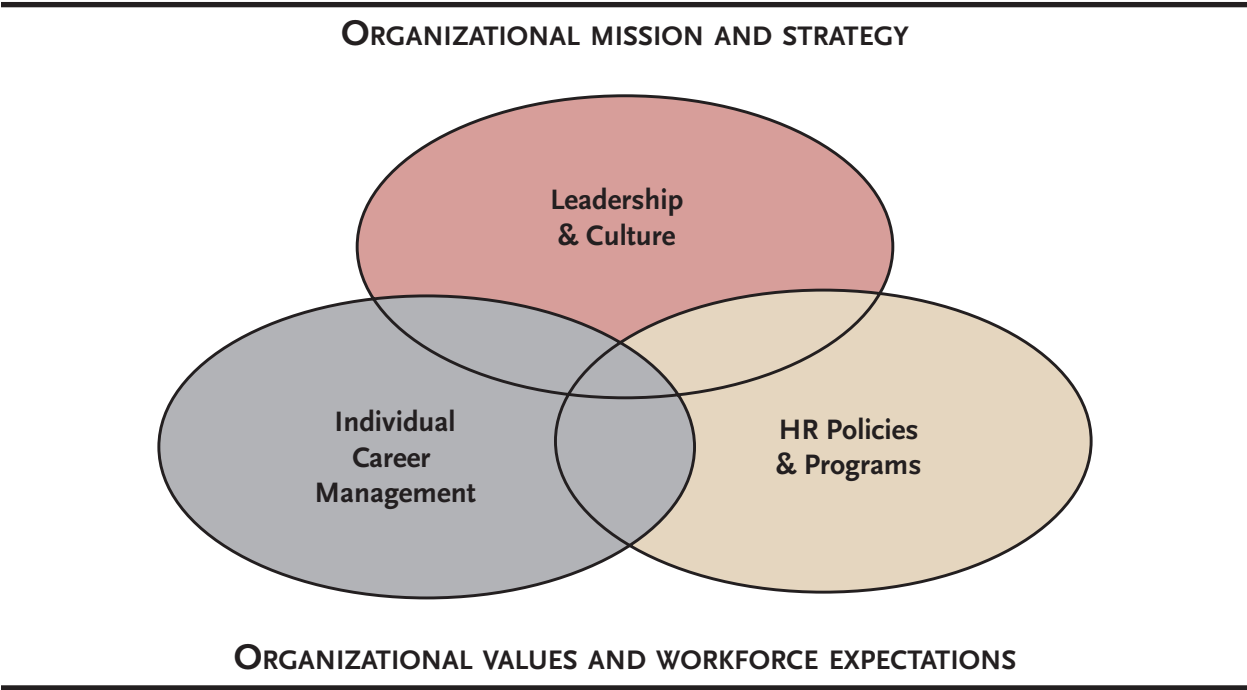 ORGANIZATIONAL MISSION AND STRATEGY
Leadership
& Culture
Individual
Career
Management
HR Policies
& Programs
ORGANIZATIONAL VALUES AND WORKFORCE EXPECTATIONS